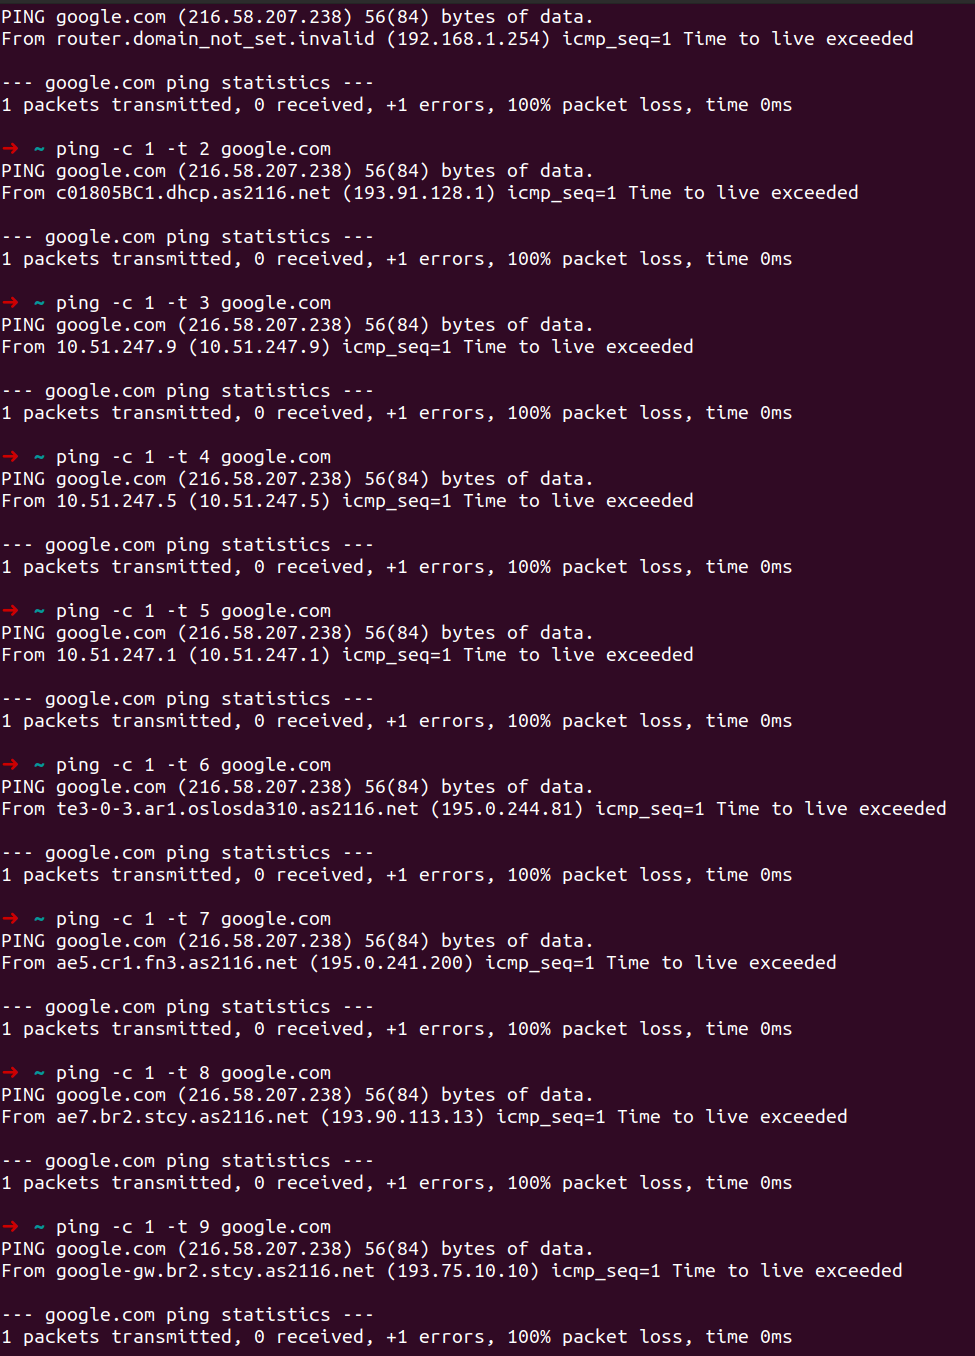 PING google.com (216.58.207.238) 56(84) bytes of data.
From router.domain_not_set.invalid (192.168.1.254) icmp_seq=1 Time to live exceeded
--- google.com ping statistics ---
1 packets transmitted, 0 received, +1 errors, 100% packet loss, time 0ms
→ ~ ping -c 1 -t 2 google.com
PING google.com (216.58.207.238) 56(84) bytes of data.
From c01805BC1.dhcp.as2116.net (193.91.128.1) icmp_seq=1 Time to live exceeded
--- google.com ping statistics ---
1 packets transmitted, 0 received, +1 errors, 100% packet loss, time 0ms
→ ~ ping -c 1 -t 3 google.com
PING google.com (216.58.207.238) 56(84) bytes of data.
From 10.51.247.9 (10.51.247.9) icmp_seq=1 Time to live exceeded
--- google.com ping statistics ---
1 packets transmitted, 0 received, +1 errors, 100% packet loss, time 0ms
→ ~ ping -c 1 -t 4 google.com
PING google.com (216.58.207.238) 56(84) bytes of data.
From 10.51.247.5 (10.51.247.5) icmp_seq=1 Time to live exceeded
--- google.com ping statistics ---
1 packets transmitted, 0 received, +1 errors, 100% packet loss, time 0ms
→ ~ ping -c 1 -t 5 google.com
PING google.com (216.58.207.238) 56(84) bytes of data.
From 10.51.247.1 (10.51.247.1) icmp_seq=1 Time to live exceeded
--- google.com ping statistics ---
1 packets transmitted, 0 received, +1 errors, 100% packet loss, time 0ms
→ ~ ping -c 1 -t 6 google.com
PING google.com (216.58.207.238) 56(84) bytes of data.
From te3-0-3.ar1.oslosda310.as2116.net (195.0.244.81) icmp_seq=1 Time to live exceeded
--- google.com ping statistics ---
1 packets transmitted, 0 received, +1 errors, 100% packet loss, time 0ms
→ ~ ping -c 1 -t 7 google.com
PING google.com (216.58.207.238) 56(84) bytes of data.
From ae5.cr1.fn3.as2116.net (195.0.241.200) icmp_seq=1 Time to live exceeded
--- google.com ping statistics ---
1 packets transmitted, 0 received, +1 errors, 100% packet loss, time 0ms
→ ~ ping -c 1 -t 8 google.com
PING google.com (216.58.207.238) 56(84) bytes of data.
From ae7.br2.stcy.as2116.net (193.90.113.13) icmp_seq=1 Time to live exceeded
--- google.com ping statistics ---
1 packets transmitted, 0 received, +1 errors, 100% packet loss, time 0ms
→ ~ ping -c 1 -t 9 google.com
PING google.com (216.58.207.238) 56(84) bytes of data.
From google-gw.br2.stcy.as2116.net (193.75.10.10) icmp_seq=1 Time to live exceeded
--- google.com ping statistics ---
1 packets transmitted, 0 received, +1 errors, 100% packet loss, time 0ms